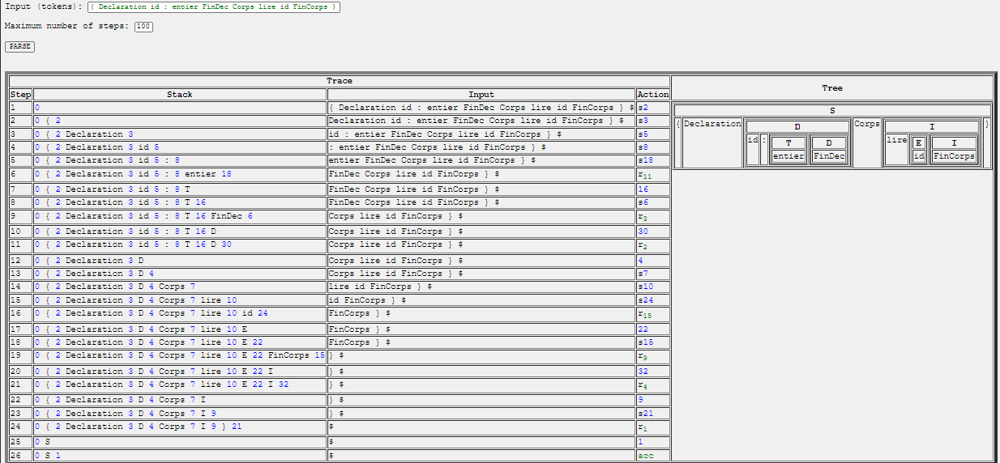 Input (tokens): { Declaration id : entier FinDec Corps lire id FinCorps }
Maximum number of steps: 100
PARSE
Trace
Tree
Step Stack Input Action
1 0 { Declaration id : entier FinDec Corps lire id FinCorps } $ s2
2 0 { 2 Declaration id : entier FinDec Corps lire id FinCorps } $ s3
3 0 { 2 Declaration 3 id : entier FinDec Corps lire id FinCorps } $ s5
4 0 { 2 Declaration 3 id 5 : entier FinDec Corps lire id FinCorps } $ s8
5 0 { 2 Declaration 3 id 5 : 8 entier FinDec Corps lire id FinCorps } $ s18
6 0 { 2 Declaration 3 id 5 : 8 entier 18 FinDec Corps lire id FinCorps } $ r11
7 0 { 2 Declaration 3 id 5 : 8 T FinDec Corps lire id FinCorps } $ 16
8 0 { 2 Declaration 3 id 5 : 8 T 16 FinDec Corps lire id FinCorps } $ s6
9 0 { 2 Declaration 3 id 5 : 8 T 16 FinDec 6 Corps lire id FinCorps } $ r3
10 0 { 2 Declaration 3 id 5 : 8 T 16 D Corps lire id FinCorps } $ 30
11 0 { 2 Declaration 3 id 5 : 8 T 16 D 30 Corps lire id FinCorps } $ r2
12 0 { 2 Declaration 3 D Corps lire id FinCorps } $ 4
13 0 { 2 Declaration 3 D 4 Corps lire id FinCorps } $ s7
14 0 { 2 Declaration 3 D 4 Corps 7 lire id FinCorps } $ s10
15 0 { 2 Declaration 3 D 4 Corps 7 lire 10 id FinCorps } $ s24
16 0 { 2 Declaration 3 D 4 Corps 7 lire 10 id 24 FinCorps } $ r15
17 0 { 2 Declaration 3 D 4 Corps 7 lire 10 E FinCorps } $ 22
18 0 { 2 Declaration 3 D 4 Corps 7 lire 10 E 22 FinCorps } $ s15
19 0 { 2 Declaration 3 D 4 Corps 7 lire 10 E 22 FinCorps 15 } $ r9
20 0 { 2 Declaration 3 D 4 Corps 7 lire 10 E 22 I } $ 32
21 0 { 2 Declaration 3 D 4 Corps 7 lire 10 E 22 I 32 } $ r4
22 0 { 2 Declaration 3 D 4 Corps 7 I } $ 9
23 0 { 2 Declaration 3 D 4 Corps 7 I 9 } $ s21
24 0 { 2 Declaration 3 D 4 Corps 7 I 9 } 21 $ r1
25 0 S $ 1
26 0 S 1 $ acc
S
{ Declaration D Corps I }
id : T D lire E I
entier FinDec id FinCorps